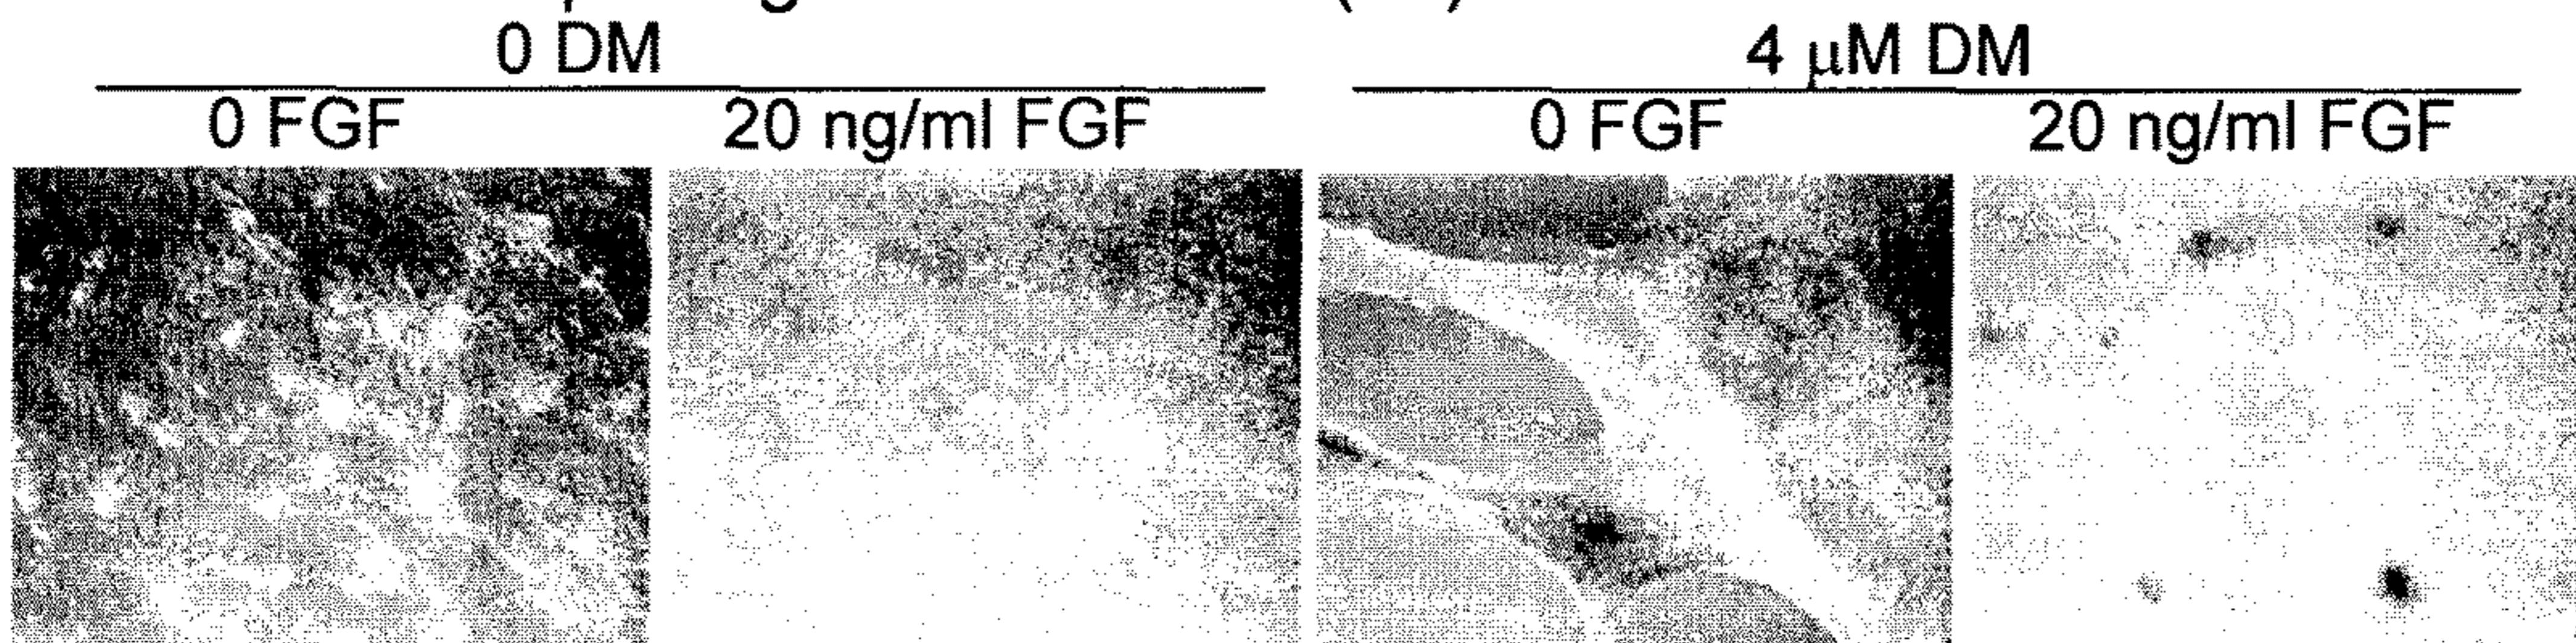 0 DM 4 μM DM
0 FGF 20 ng/ml FGF 0 FGF 20 ng/ml FGF